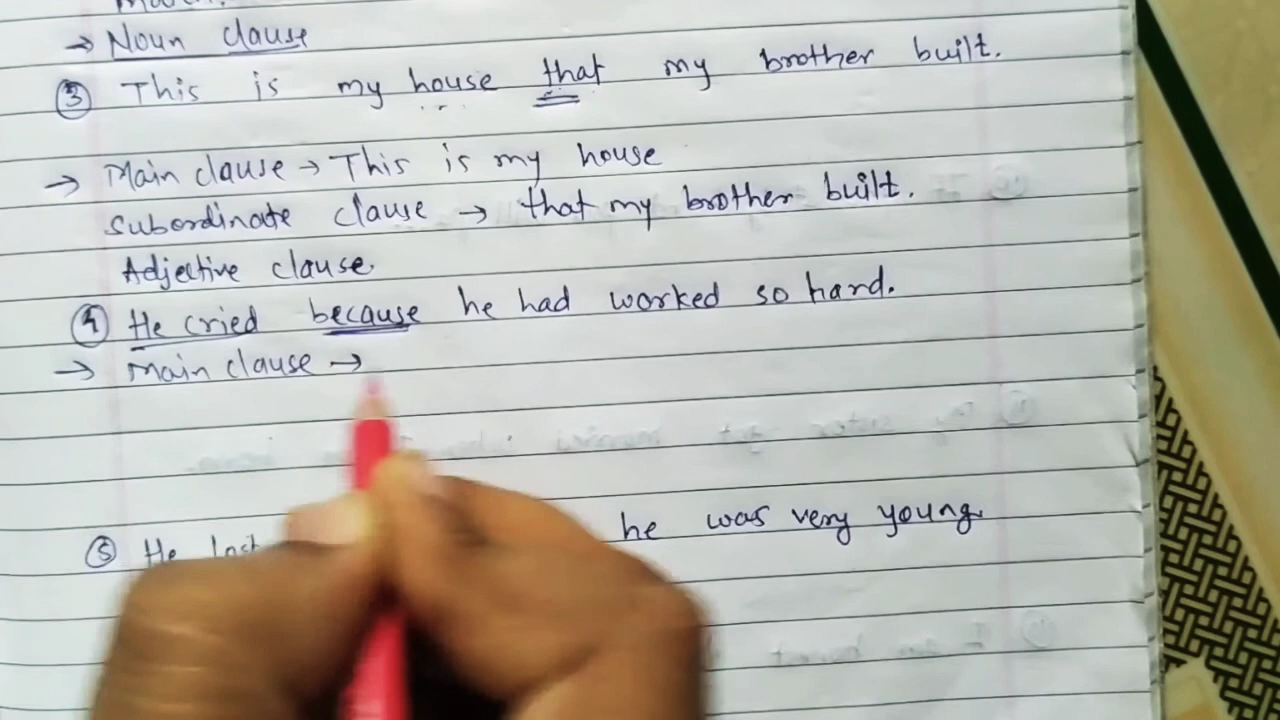 → Noun clause
③ This is my house that my brother built.
→ Main clause → This is my house
Subordinate clause → that my brother built.
Adjective clause.
④ He cried because he had worked so hard.
→ Main clause →
⑤ He lost he was very young.